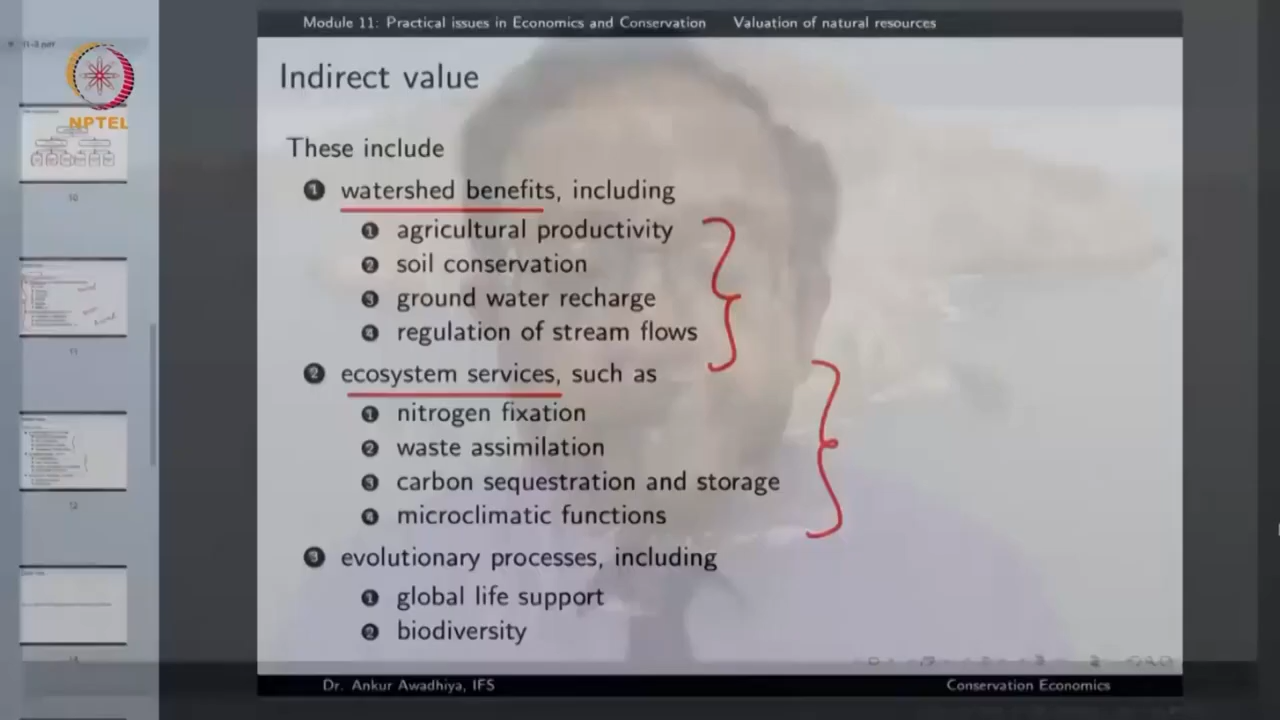 Module 11: Practical issues in Economics and Conservation Valuation of natural resources
NPTEL
Indirect value
These include
1 watershed benefits, including
1 agricultural productivity
2 soil conservation
3 ground water recharge
4 regulation of stream flows
2 ecosystem services, such as
1 nitrogen fixation
2 waste assimilation
3 carbon sequestration and storage
4 microclimatic functions
3 evolutionary processes, including
1 global life support
2 biodiversity
10
11
12
Dr. Ankur Awadhiya, IFS Conservation Economics